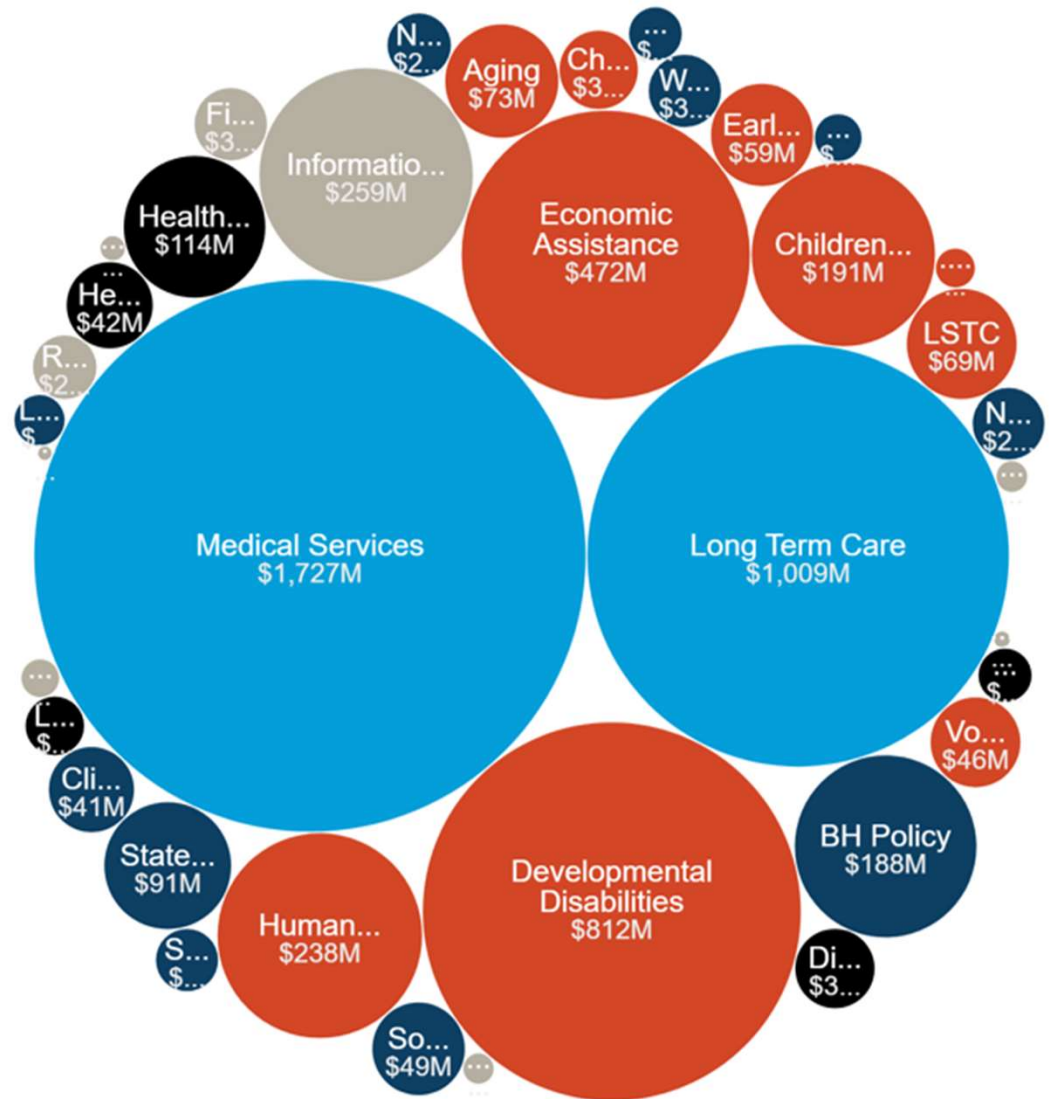 N...
$2...
Aging
$73M
Ch...
$3...
...
$...
W...
$3...
Earl...
$59M
...
$...
Fi...
$3...
Informatio...
$259M
Economic
Assistance
$472M
Children...
$191M
Health...
$114M
...
...
He...
$42M
....
...
LSTC
$69M
R...
$2...
L...
$...
N...
$2...
...
...
Medical Services
$1,727M
Long Term Care
$1,009M
...
...
$...
L...
$...
Vo...
$46M
Cli...
$41M
BH Policy
$188M
State...
$91M
Developmental
Disabilities
$812M
Human...
$238M
S...
$...
Di...
$3...
So...
$49M
...
...